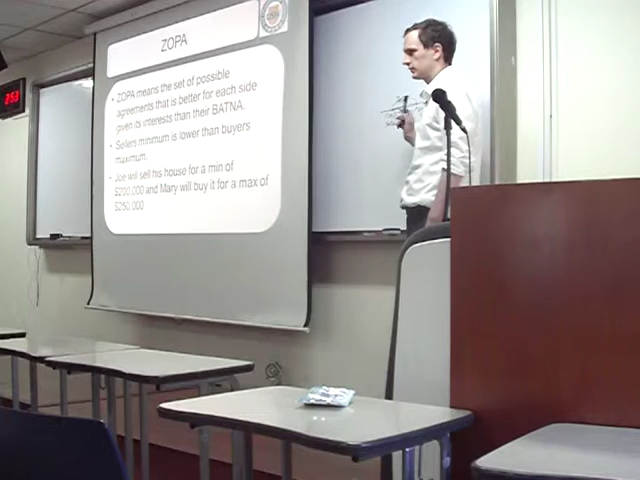 ZOPA
• ZOPA means the set of possible
agreements that is better for each side
given its interests than their BATNA.
• Sellers minimum is lower than buyers
maximum.
• Joe will sell his house for a min of
$200,000 and Mary will buy it for a max of
$250,000
2:53